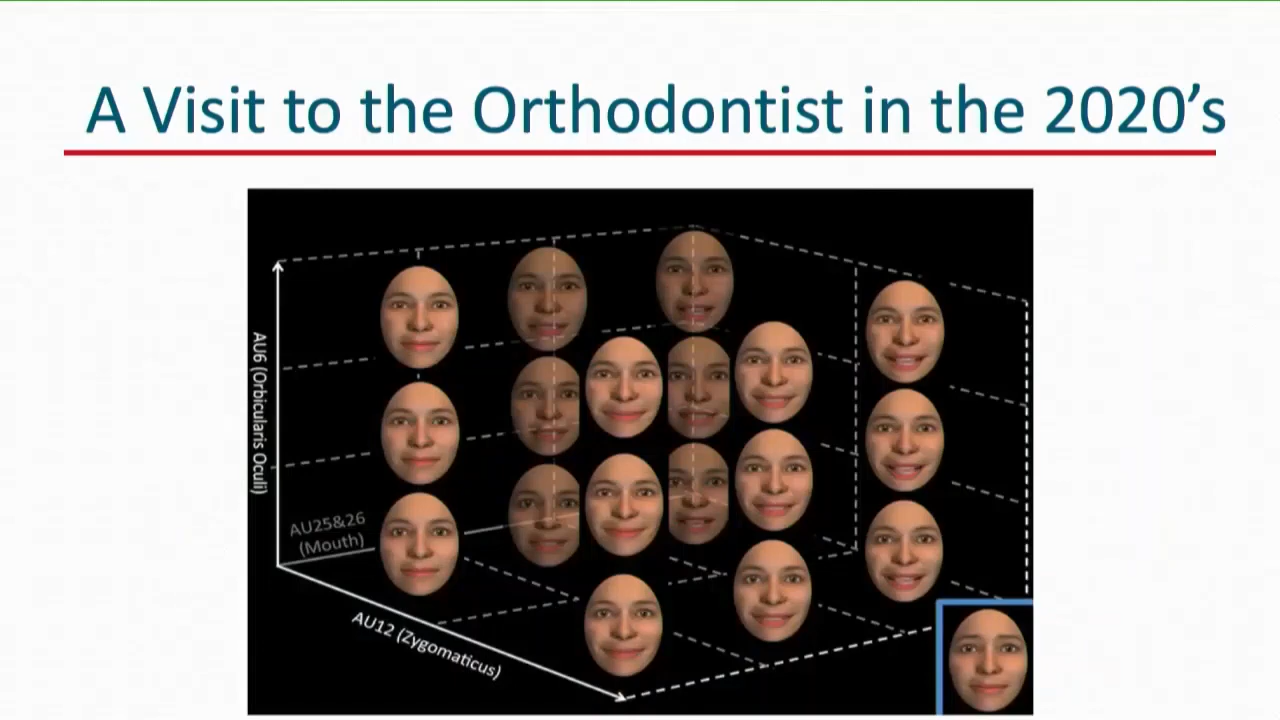 A Visit to the Orthodontist in the 2020's
AU6 (Orbicularis Oculi)
AU25&26
(Mouth)
AU12 (Zygomaticus)